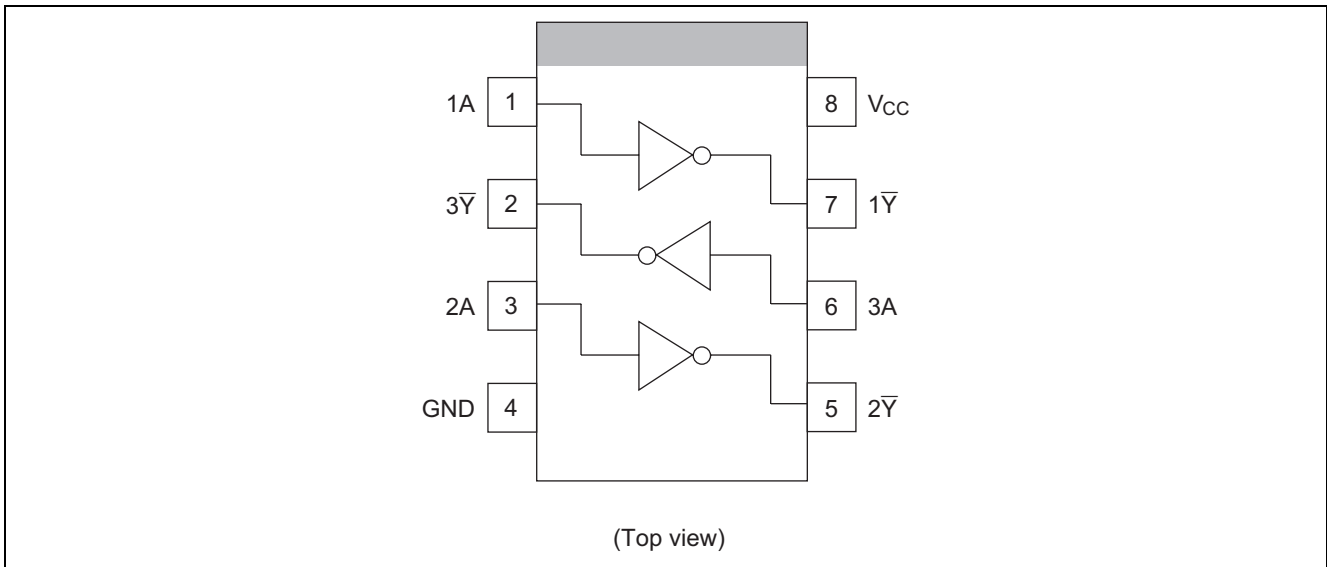 1A 1 8 VCC
3Y̅ 2 7 1Y̅
2A 3 6 3A
GND 4 5 2Y̅
(Top view)